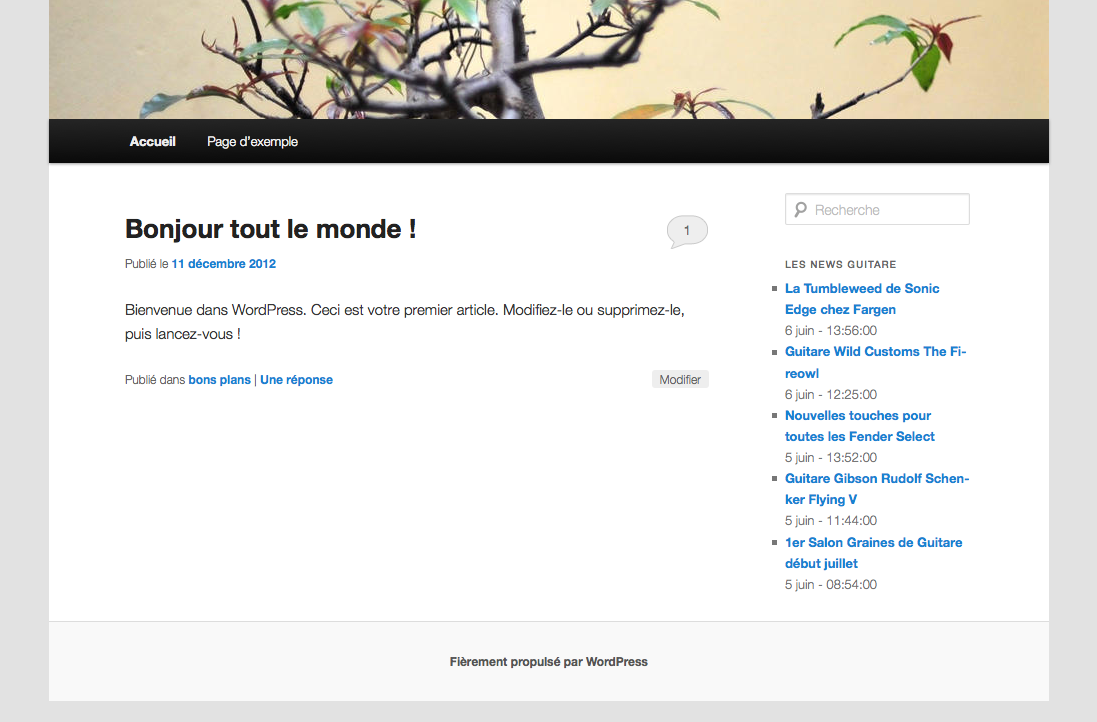 Accueil
Page d'exemple
Bonjour tout le monde !
1
Publié le 11 décembre 2012
Bienvenue dans WordPress. Ceci est votre premier article. Modifiez-le ou supprimez-le,
puis lancez-vous !
Publié dans bons plans | Une réponse
Modifier
Recherche
LES NEWS GUITARE
La Tumbleweed de Sonic
Edge chez Fargen
6 juin - 13:56:00
Guitare Wild Customs The Fi-
reowl
6 juin - 12:25:00
Nouvelles touches pour
toutes les Fender Select
5 juin - 13:52:00
Guitare Gibson Rudolf Schen-
ker Flying V
5 juin - 11:44:00
1er Salon Graines de Guitare
début juillet
5 juin - 08:54:00
Fièrement propulsé par WordPress